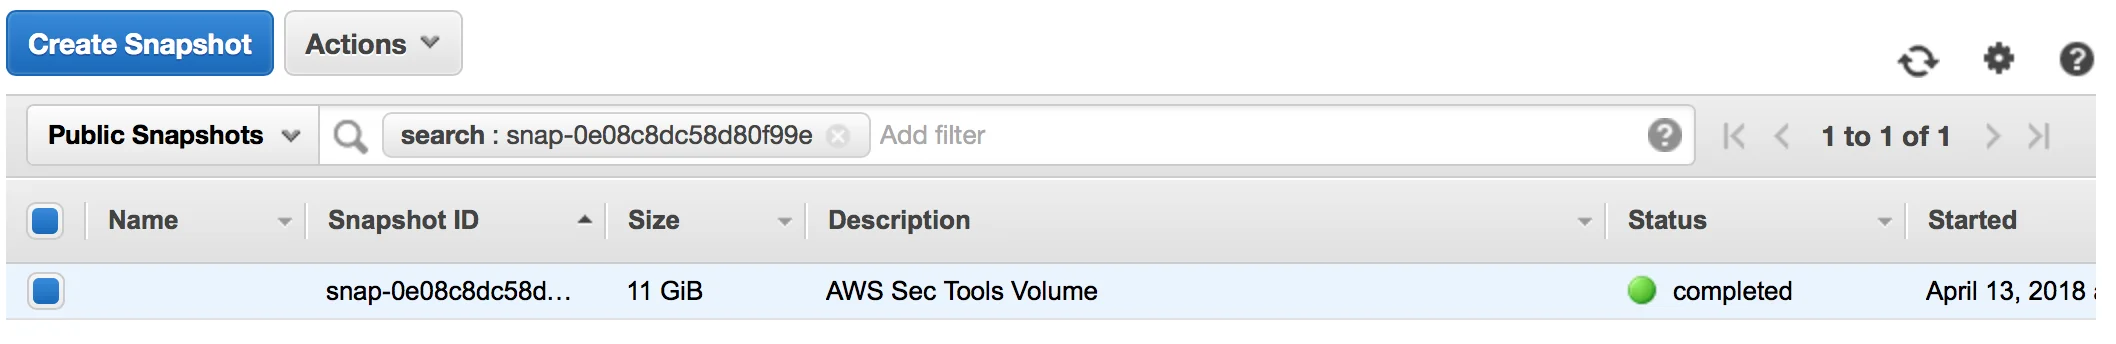 Create Snapshot Actions
Public Snapshots search : snap-0e08c8dc58d80f99e Add filter 1 to 1 of 1
Name Snapshot ID Size Description Status Started
snap-0e08c8dc58d... 11 GiB AWS Sec Tools Volume completed April 13, 2018